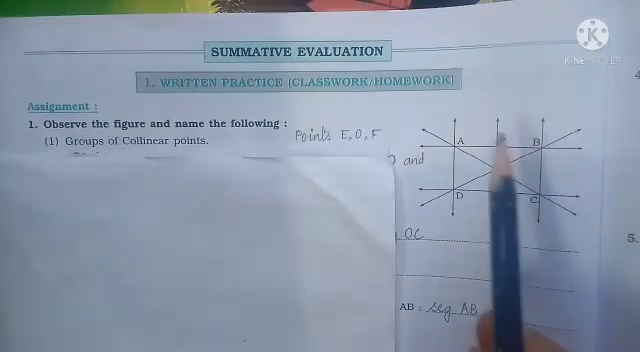 KINEMASTER
SUMMATIVE EVALUATION
1. WRITTEN PRACTICE (CLASSWORK/HOMEWORK)
Assignment :
1. Observe the figure and name the following :
(1) Groups of Collinear points.
Points E, O, F
and
A
B
D
C
OC
5.
AB : seg AB